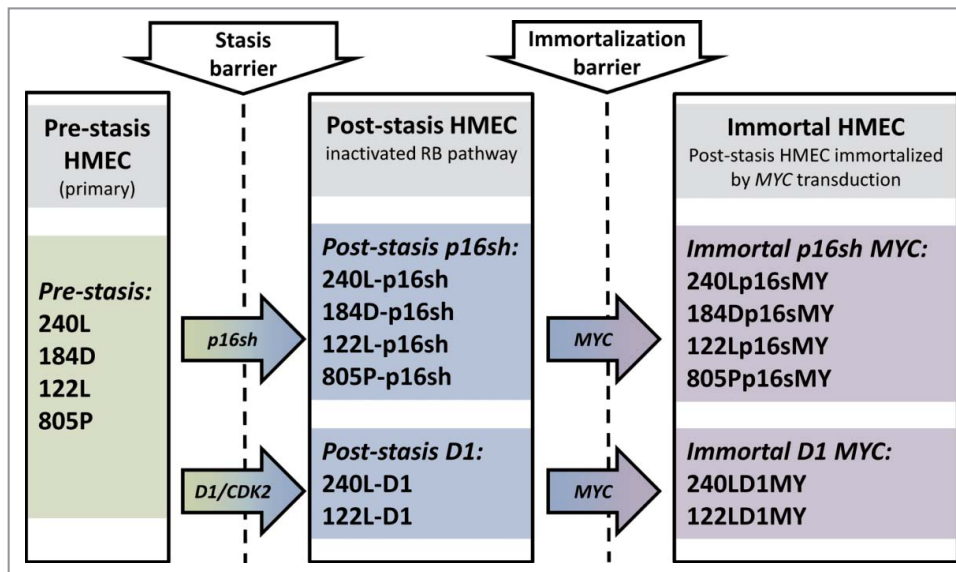 Stasis
barrier
Immortalization
barrier
Pre-stasis
HMEC
(primary)
Pre-stasis:
240L
184D
122L
805P
p16sh
D1/CDK2
Post-stasis HMEC
inactivated RB pathway
Post-stasis p16sh:
240L-p16sh
184D-p16sh
122L-p16sh
805P-p16sh
Post-stasis D1:
240L-D1
122L-D1
MYC
MYC
Immortal HMEC
Post-stasis HMEC immortalized
by MYC transduction
Immortal p16sh MYC:
240Lp16sMY
184Dp16sMY
122Lp16sMY
805Pp16sMY
Immortal D1 MYC:
240LD1MY
122LD1MY